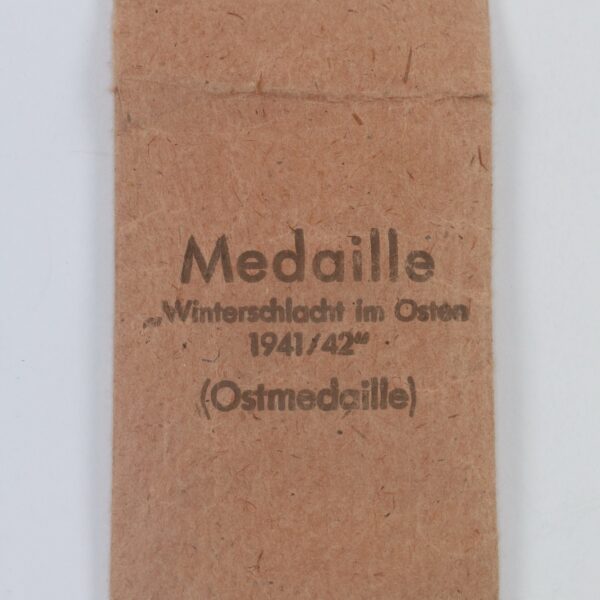 Medaille
„Winterschlacht im Osten
1941/42“
(Ostmedaille)